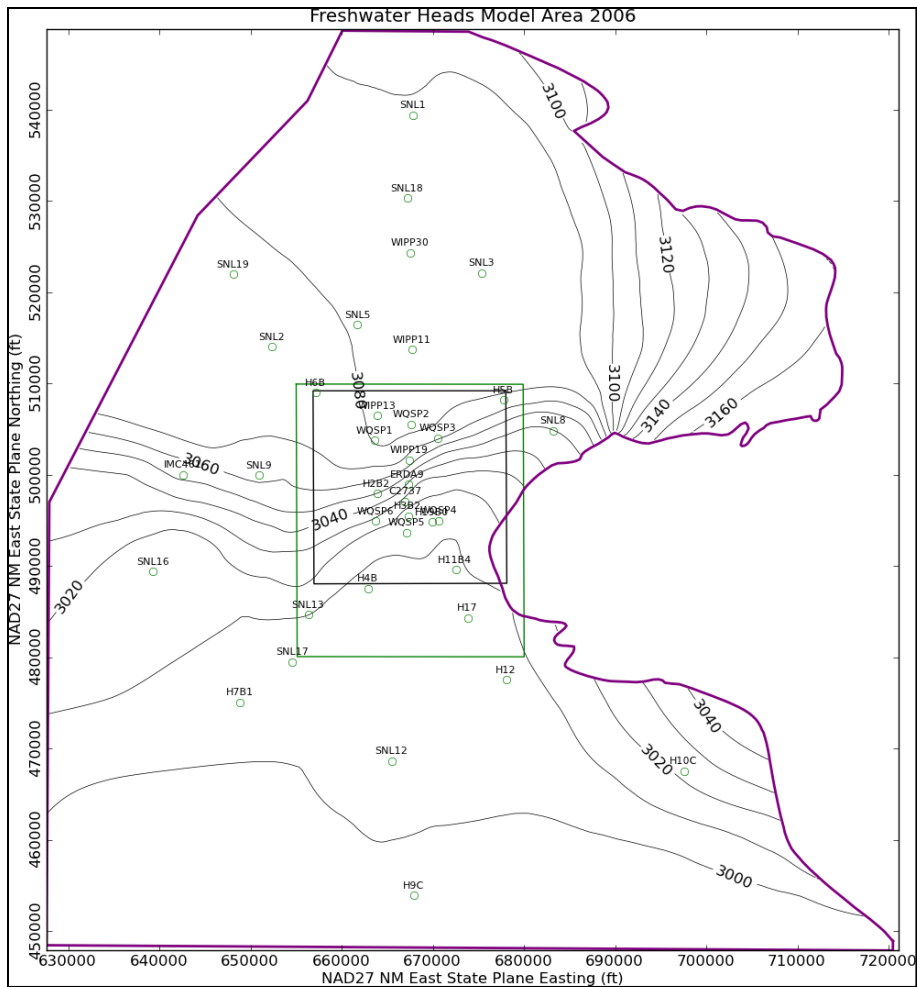 Freshwater Heads Model Area 2006
NAD27 NM East State Plane Northing (ft)
540000
530000
520000
510000
500000
490000
480000
470000
460000
450000
SNL1
3100
SNL18
WIPP30
SNL3
SNL19
3120
SNL5
SNL2
WIPP11
3080
3100
H6B
H5B
WIPP13
WQSP2
3140
3160
WQSP1
WQSP3
SNL8
3060
WIPP19
SNL9
ERDA9
H2B2
C2737
3040
WQSP6
H3B2
WQSP4
WQSP5
SNL16
H11B4
3020
H4B
SNL13
H17
SNL17
H12
H7B1
3040
SNL12
3020
H10C
3000
H9C
630000
640000
650000
660000
670000
680000
690000
700000
710000
720000
NAD27 NM East State Plane Easting (ft)